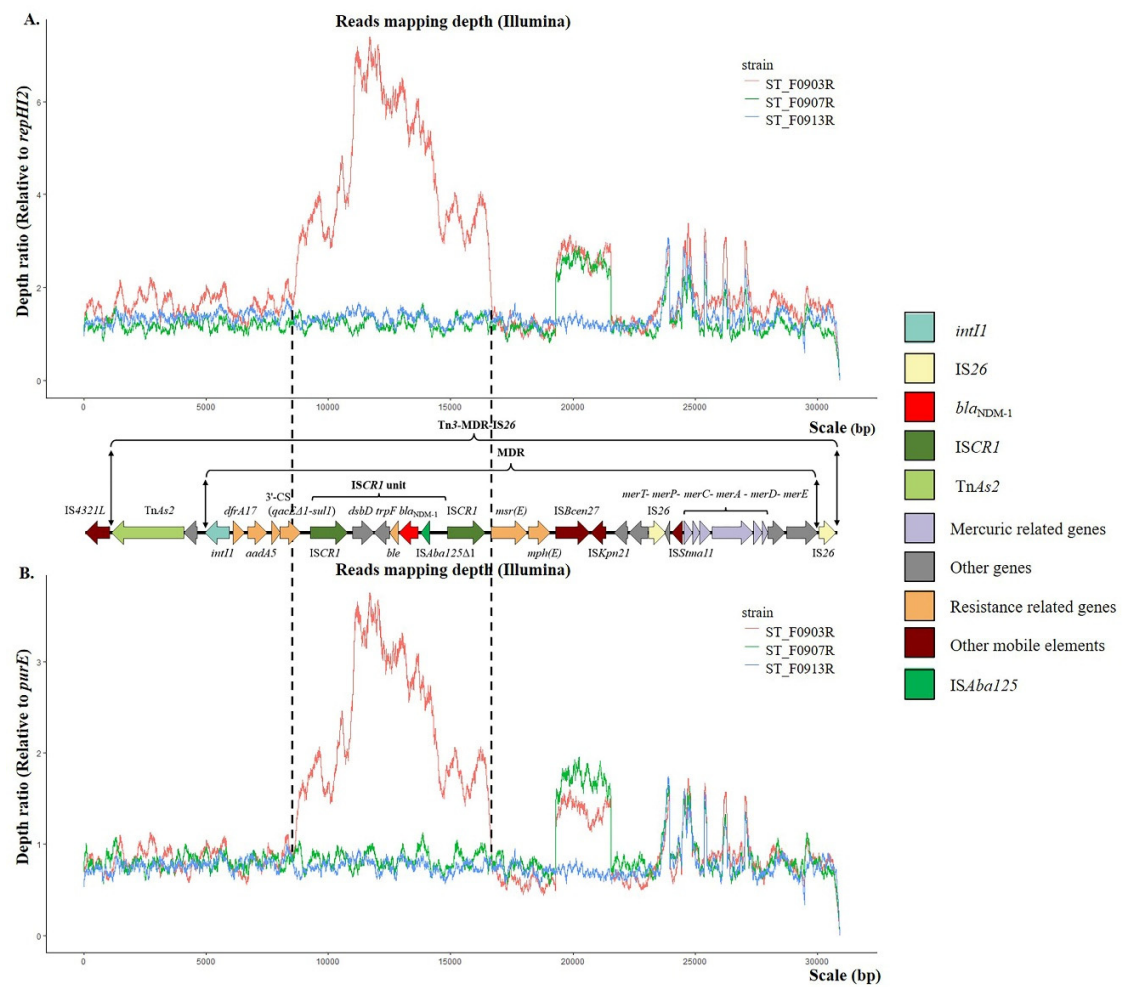 A.
Reads mapping depth (Illumina)
strain
ST_F0903R
ST_F0907R
ST_F0913R
Depth ratio (Relative to repHI2)
6
4
2
0
0 5000 10000 15000 20000 25000 30000
Scale (bp)
Tn3-MDR-IS26
MDR
3'-CS ISCR1 unit merT- merP- merC- merA - merD- merE
IS4321L TnAs2 dfrA17 (qacEΔ1-sul1) dsbD trpF blaNDM-1 ISCR1 msr(E) ISBcen27 IS26
intI1 aadA5 ISCR1 ble ISAba125Δ1 mph(E) ISKpn21 ISStma11 IS26
B.
Reads mapping depth (Illumina)
strain
ST_F0903R
ST_F0907R
ST_F0913R
Depth ratio (Relative to purE)
3
2
1
0
0 5000 10000 15000 20000 25000 30000
Scale (bp)
intI1
IS26
blaNDM-1
ISCR1
TnAs2
Mercuric related genes
Other genes
Resistance related genes
Other mobile elements
ISAba125